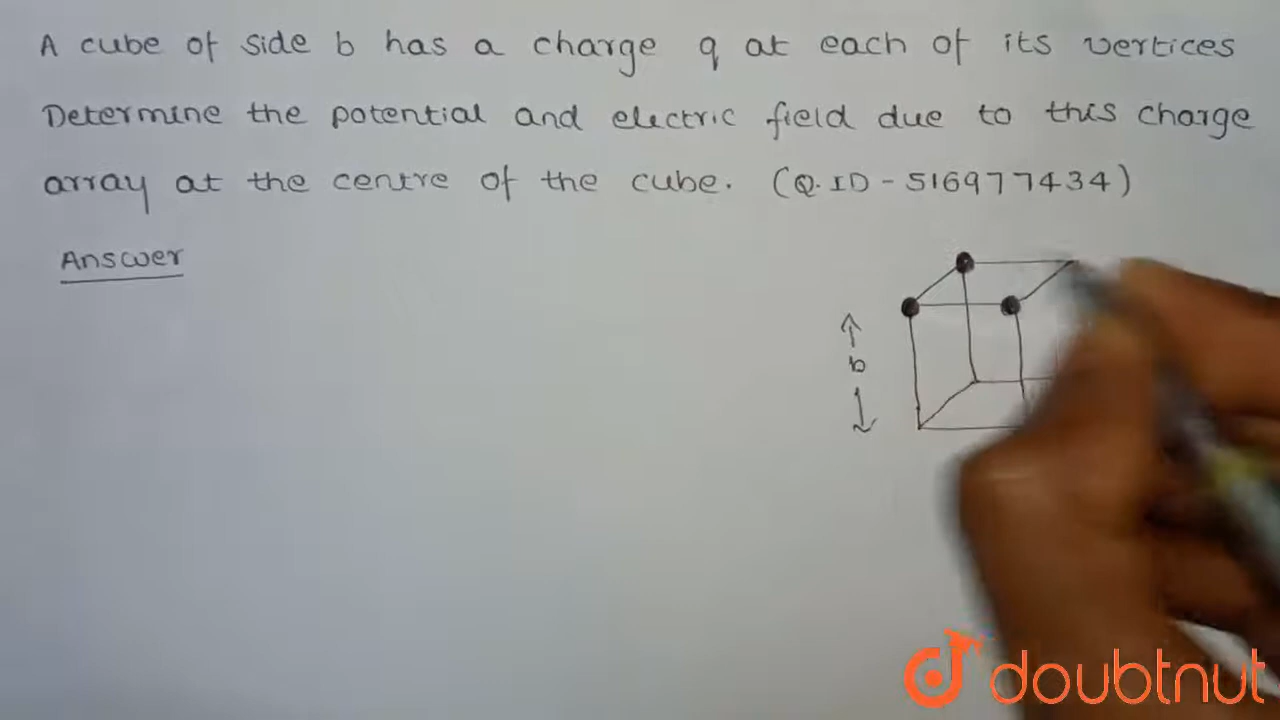 A cube of side b has a charge q at each of its vertices
Determine the potential and electric field due to this charge
array at the centre of the cube. (Q.ID - 516977434)
Answer
b
doubtnut